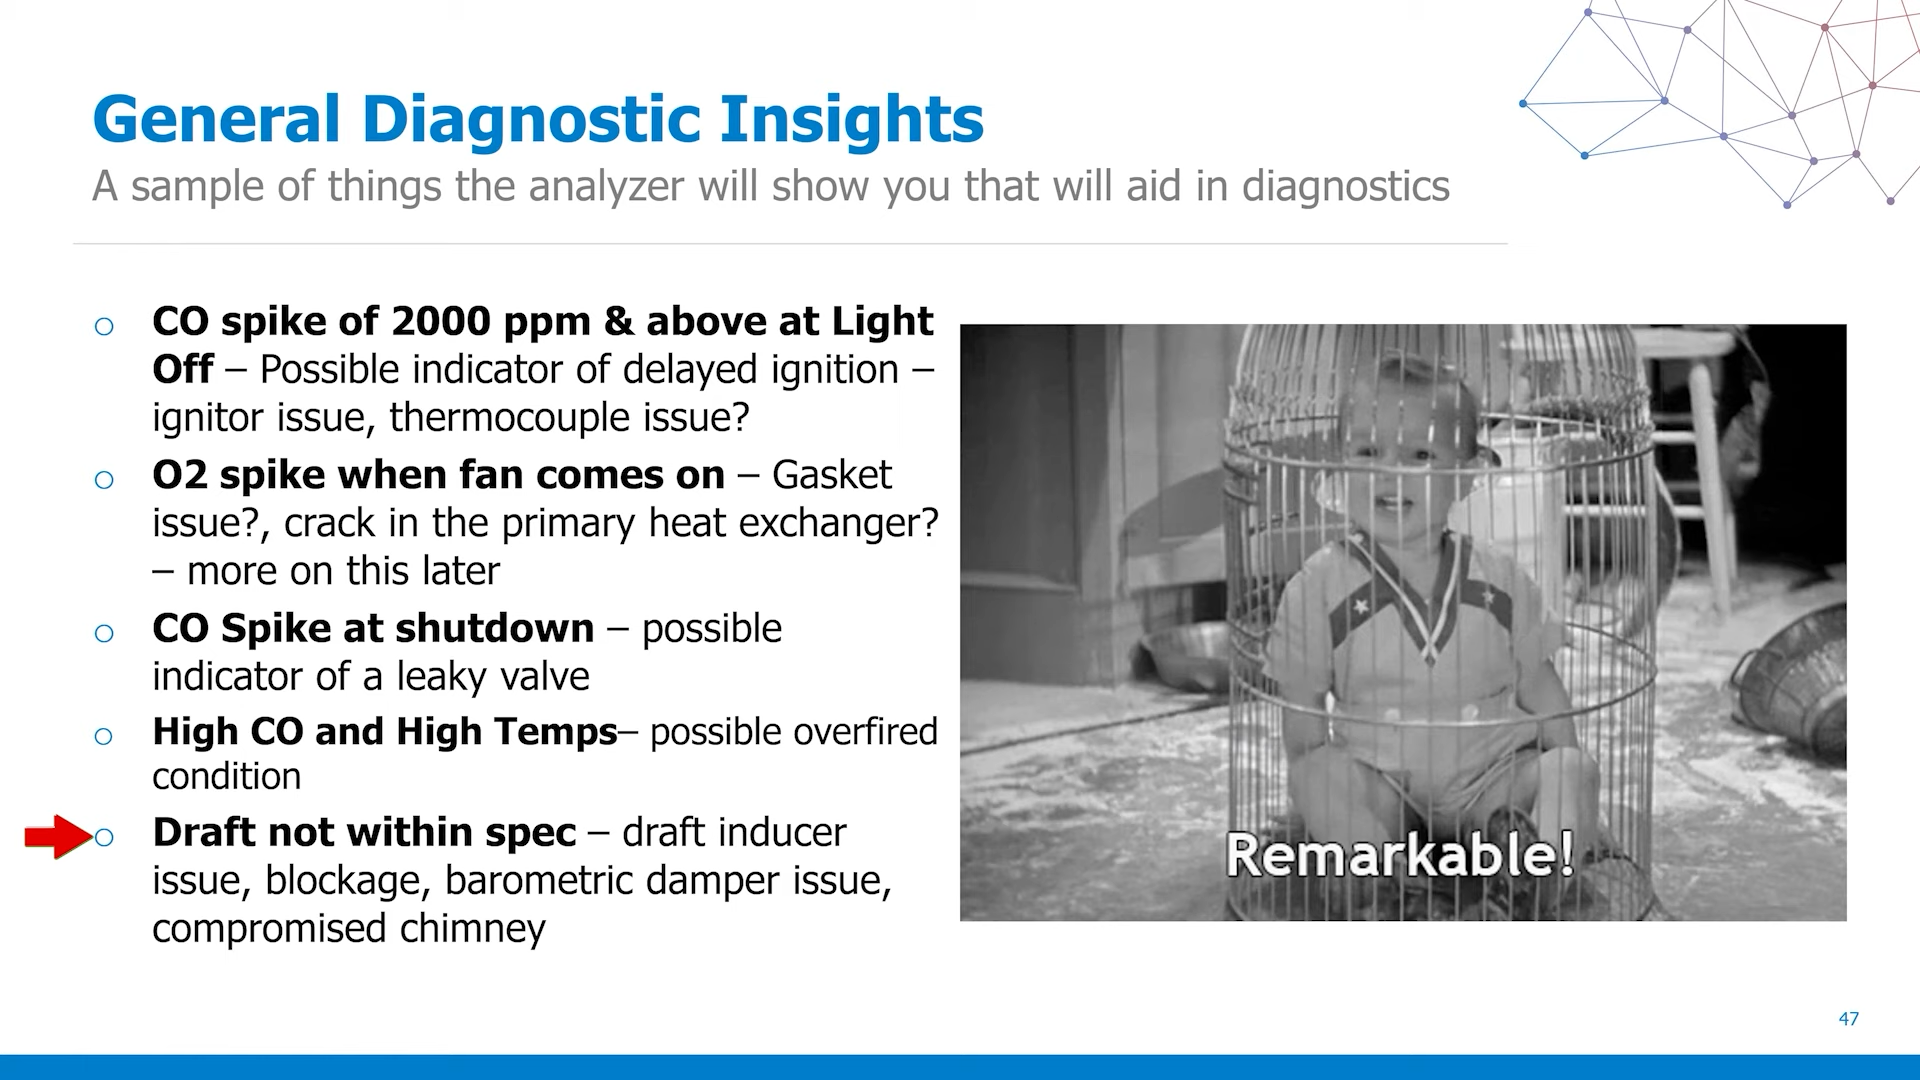 General Diagnostic Insights
A sample of things the analyzer will show you that will aid in diagnostics
o CO spike of 2000 ppm & above at Light
Off – Possible indicator of delayed ignition –
ignitor issue, thermocouple issue?
o O2 spike when fan comes on – Gasket
issue?, crack in the primary heat exchanger?
– more on this later
o CO Spike at shutdown – possible
indicator of a leaky valve
o High CO and High Temps– possible overfired
condition
o Draft not within spec – draft inducer
issue, blockage, barometric damper issue,
compromised chimney
Remarkable!
47